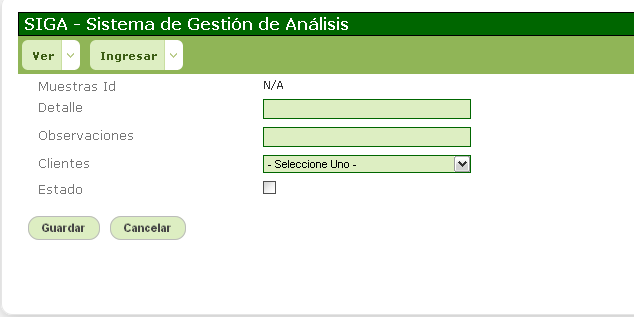 SIGA - Sistema de Gestión de Análisis
Ver Ingresar
Muestras Id N/A
Detalle
Observaciones
Clientes - Seleccione Uno -
Estado
Guardar Cancelar